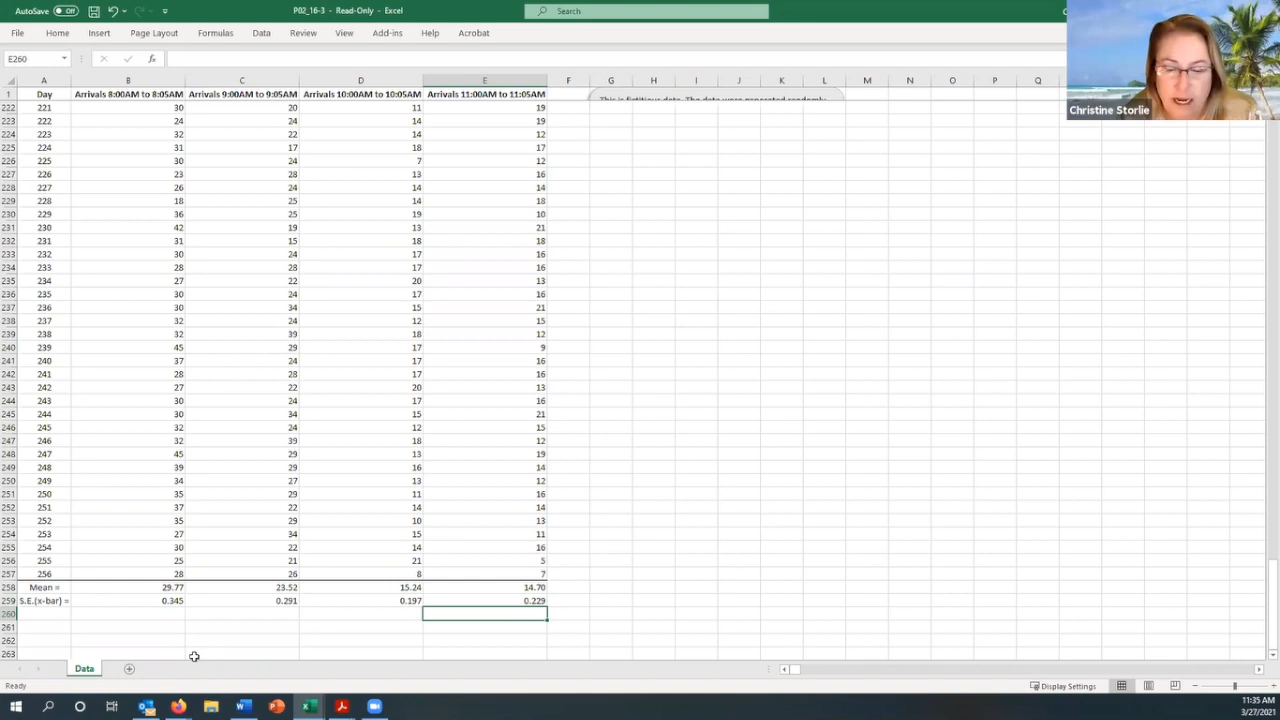 AutoSave Off P02_16-3 - Read-Only - Excel Search
File Home Insert Page Layout Formulas Data Review View Add-ins Help Acrobat
E260 fx
A B C D E F G H I J K L M N O P Q
1 Day Arrivals 8:00AM to 8:05AM Arrivals 9:00AM to 9:05AM Arrivals 10:00AM to 10:05AM Arrivals 11:00AM to 11:05AM This is fictitious data. The data were generated randomly
Christine Storlie
222 221 30 20 11 19
223 222 24 24 14 19
224 223 32 22 14 12
225 224 31 17 18 17
226 225 30 24 7 12
227 226 23 28 13 16
228 227 26 24 14 14
229 228 18 25 14 18
230 229 36 25 19 10
231 230 42 19 13 21
232 231 31 15 18 18
233 232 30 24 17 16
234 233 28 28 17 16
235 234 27 22 20 13
236 235 30 24 17 16
237 236 30 34 15 21
238 237 32 24 12 15
239 238 32 39 18 12
240 239 45 29 17 9
241 240 37 24 17 16
242 241 28 28 17 16
243 242 27 22 20 13
244 243 30 24 17 16
245 244 30 34 15 21
246 245 32 24 12 15
247 246 32 39 18 12
248 247 45 29 13 19
249 248 39 29 16 14
250 249 34 27 13 12
251 250 35 29 11 16
252 251 37 22 14 14
253 252 35 29 10 13
254 253 27 34 15 11
255 254 30 22 14 16
256 255 25 21 21 5
257 256 28 26 8 7
258 Mean = 29.77 23.52 15.24 14.70
259 S.E.(x-bar) = 0.345 0.291 0.197 0.229
260
261
262
263
Data
Ready Display Settings
11:35 AM
3/27/2021